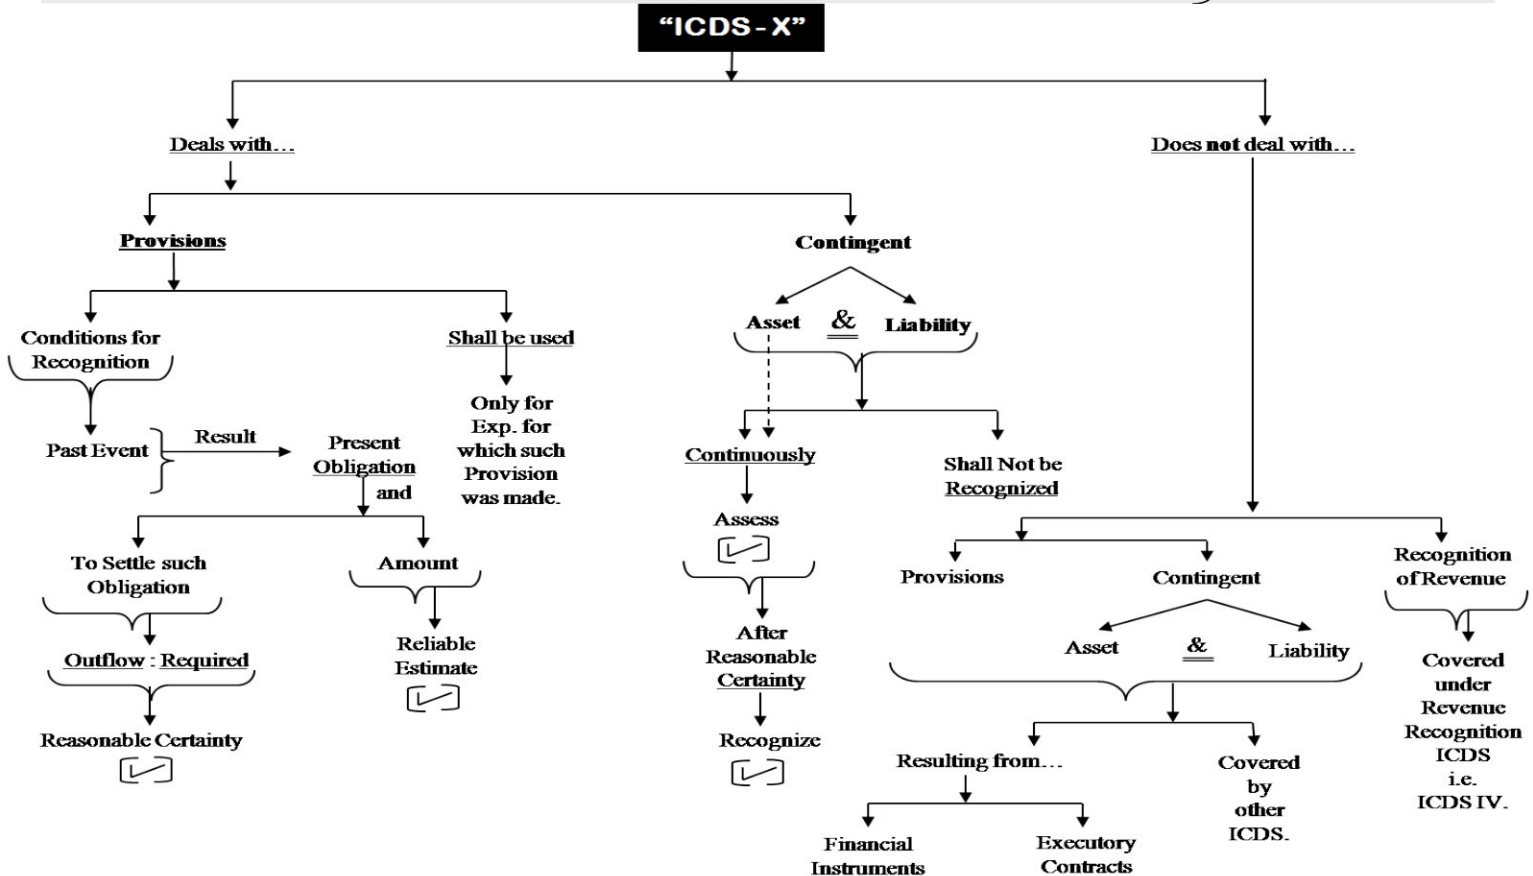 “ICDS - X”
Deals with…
Does not deal with…
Provisions
Contingent
Conditions for
Recognition
Shall be used
Asset & Liability
Only for
Exp. for
which such
Provision
was made.
Past Event
Result
Present
Obligation
and
Continuously
Shall Not be
Recognized
Assess
To Settle such
Obligation
Amount
Outflow : Required
Reliable
Estimate
Reasonable Certainty
After
Reasonable
Certainty
Recognize
Provisions
Contingent
Recognition
of Revenue
Asset & Liability
Covered
under
Revenue
Recognition
ICDS
i.e.
ICDS IV.
Resulting from…
Covered
by
other
ICDS.
Financial
Instruments
Executory
Contracts